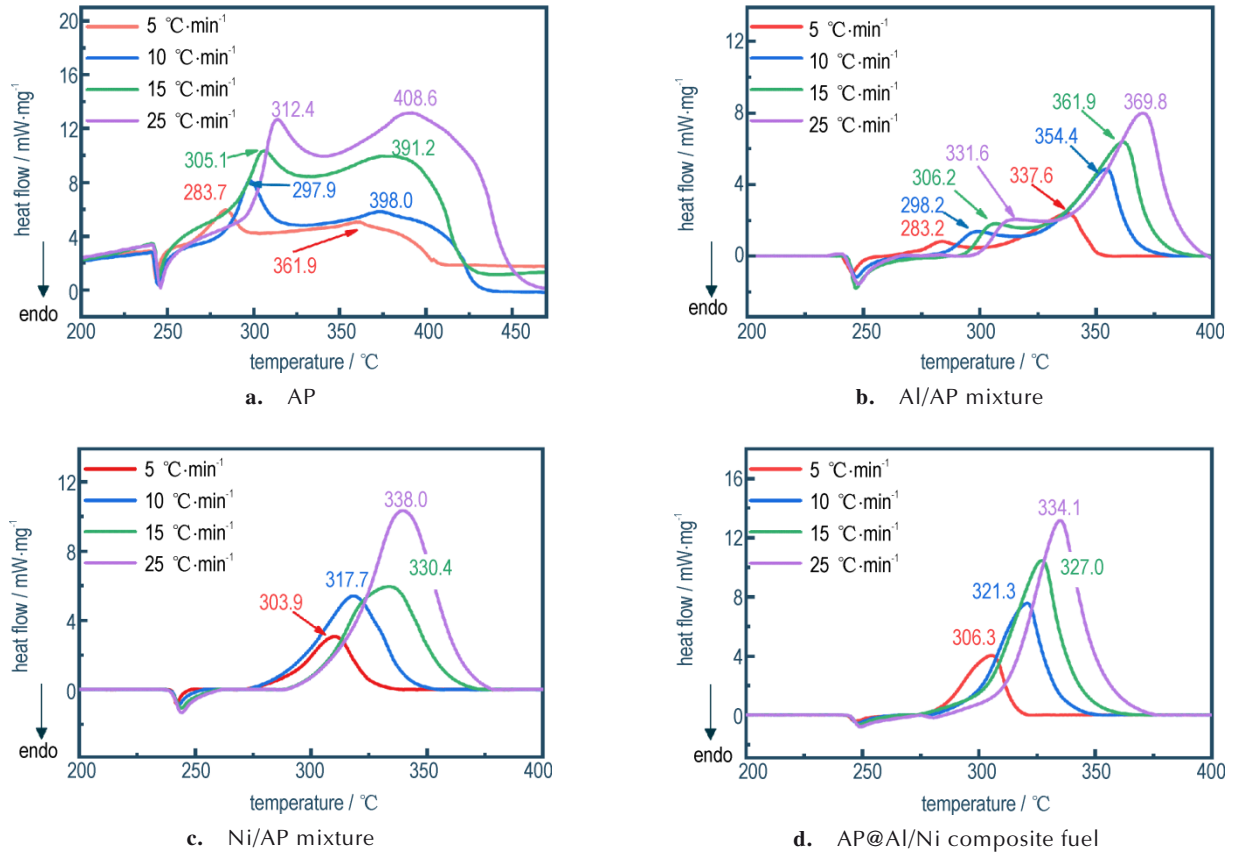 heat flow / mW·mg⁻¹
endo
20
16
12
8
4
0
5 ℃·min⁻¹
10 ℃·min⁻¹
15 ℃·min⁻¹
25 ℃·min⁻¹
312.4
408.6
305.1
391.2
283.7
297.9
398.0
361.9
200 250 300 350 400 450
temperature / ℃
a. AP
heat flow / mW·mg⁻¹
endo
12
8
4
0
5 ℃·min⁻¹
10 ℃·min⁻¹
15 ℃·min⁻¹
25 ℃·min⁻¹
361.9
369.8
354.4
331.6
337.6
306.2
298.2
283.2
200 250 300 350 400
temperature / ℃
b. Al/AP mixture
heat flow / mW·mg⁻¹
endo
12
8
4
0
5 ℃·min⁻¹
10 ℃·min⁻¹
15 ℃·min⁻¹
25 ℃·min⁻¹
338.0
317.7
330.4
303.9
200 250 300 350 400
temperature / ℃
c. Ni/AP mixture
heat flow / mW·mg⁻¹
endo
16
12
8
4
0
5 ℃·min⁻¹
10 ℃·min⁻¹
15 ℃·min⁻¹
25 ℃·min⁻¹
334.1
327.0
321.3
306.3
200 250 300 350 400
temperature / ℃
d. AP@Al/Ni composite fuel